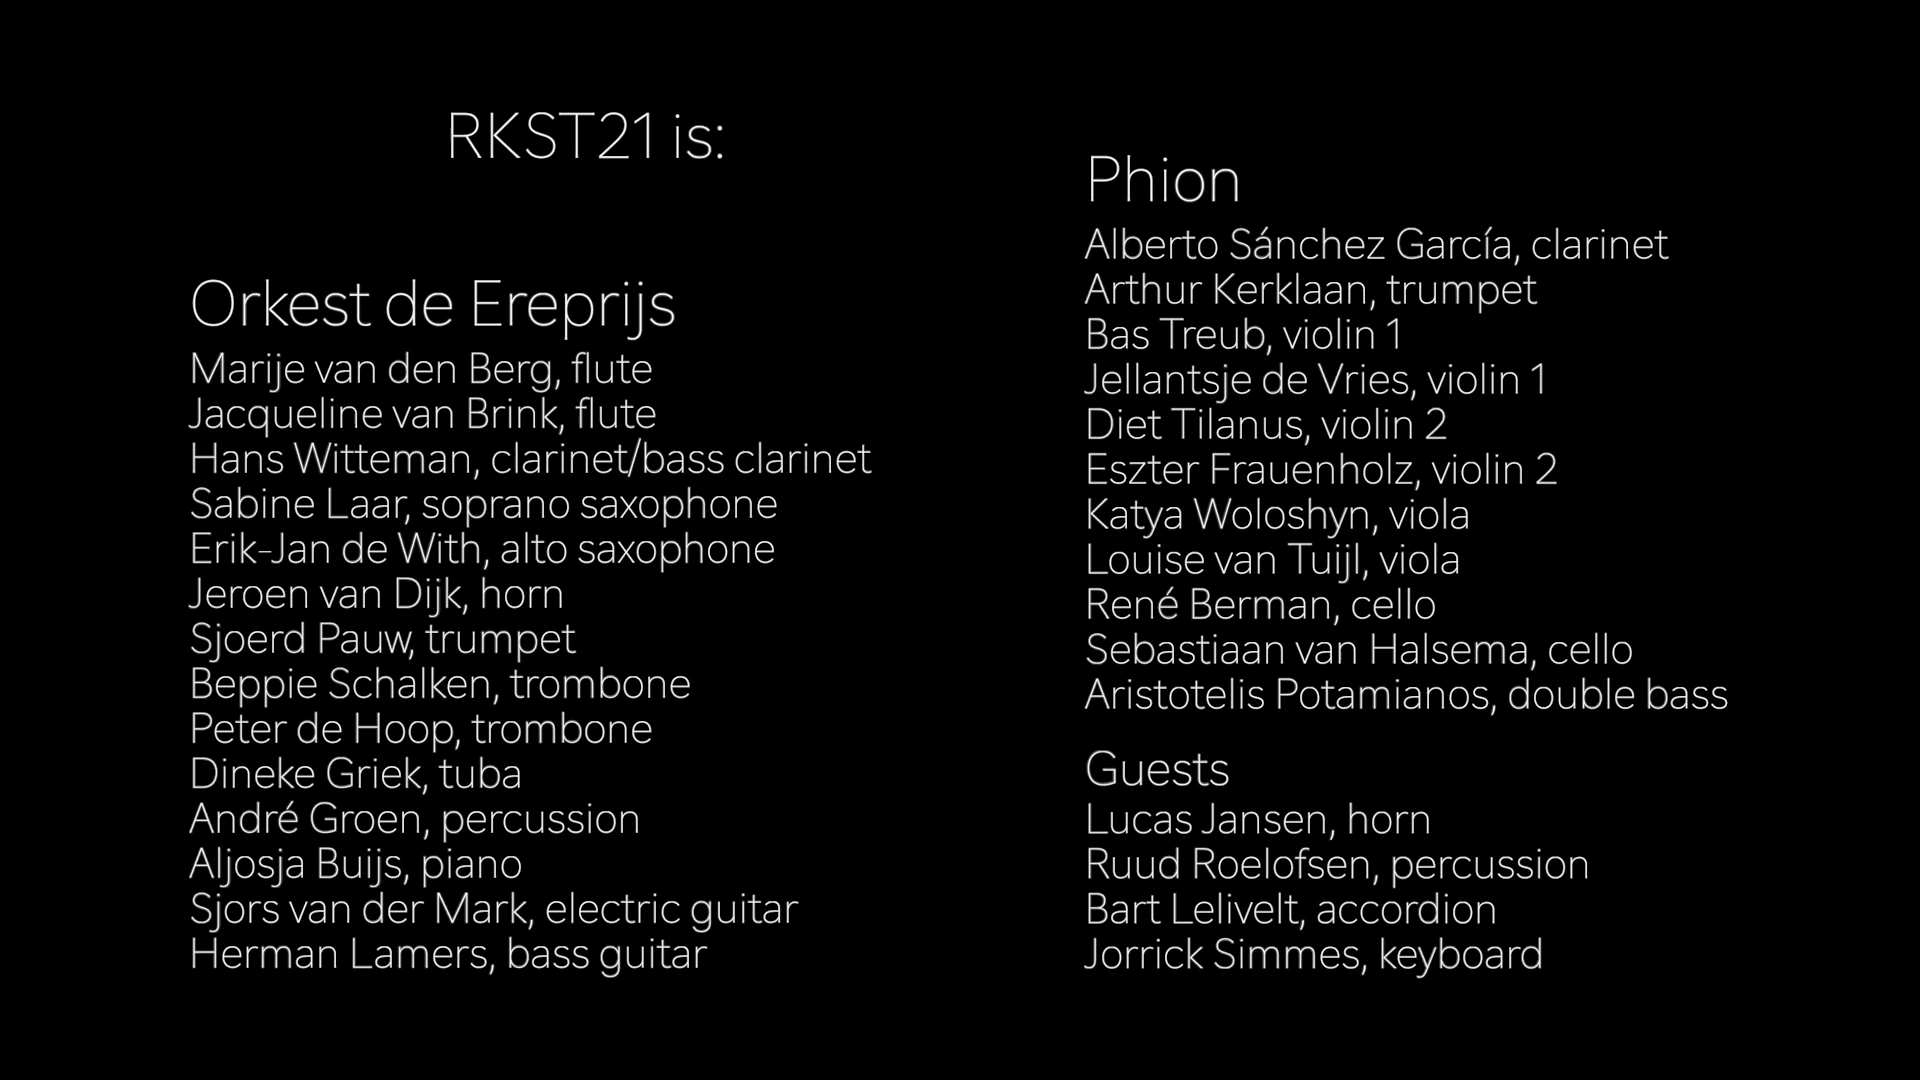 RKST21 is:
Orkest de Ereprijs
Marije van den Berg, flute
Jacqueline van Brink, flute
Hans Witteman, clarinet/bass clarinet
Sabine Laar, soprano saxophone
Erik-Jan de With, alto saxophone
Jeroen van Dijk, horn
Sjoerd Pauw, trumpet
Beppie Schalken, trombone
Peter de Hoop, trombone
Dineke Griek, tuba
André Groen, percussion
Aljosja Buijs, piano
Sjors van der Mark, electric guitar
Herman Lamers, bass guitar
Phion
Alberto Sánchez García, clarinet
Arthur Kerklaan, trumpet
Bas Treub, violin 1
Jellantsje de Vries, violin 1
Diet Tilanus, violin 2
Eszter Frauenholz, violin 2
Katya Woloshyn, viola
Louise van Tuijl, viola
René Berman, cello
Sebastiaan van Halsema, cello
Aristotelis Potamianos, double bass
Guests
Lucas Jansen, horn
Ruud Roelofsen, percussion
Bart Lelivelt, accordion
Jorrick Simmes, keyboard